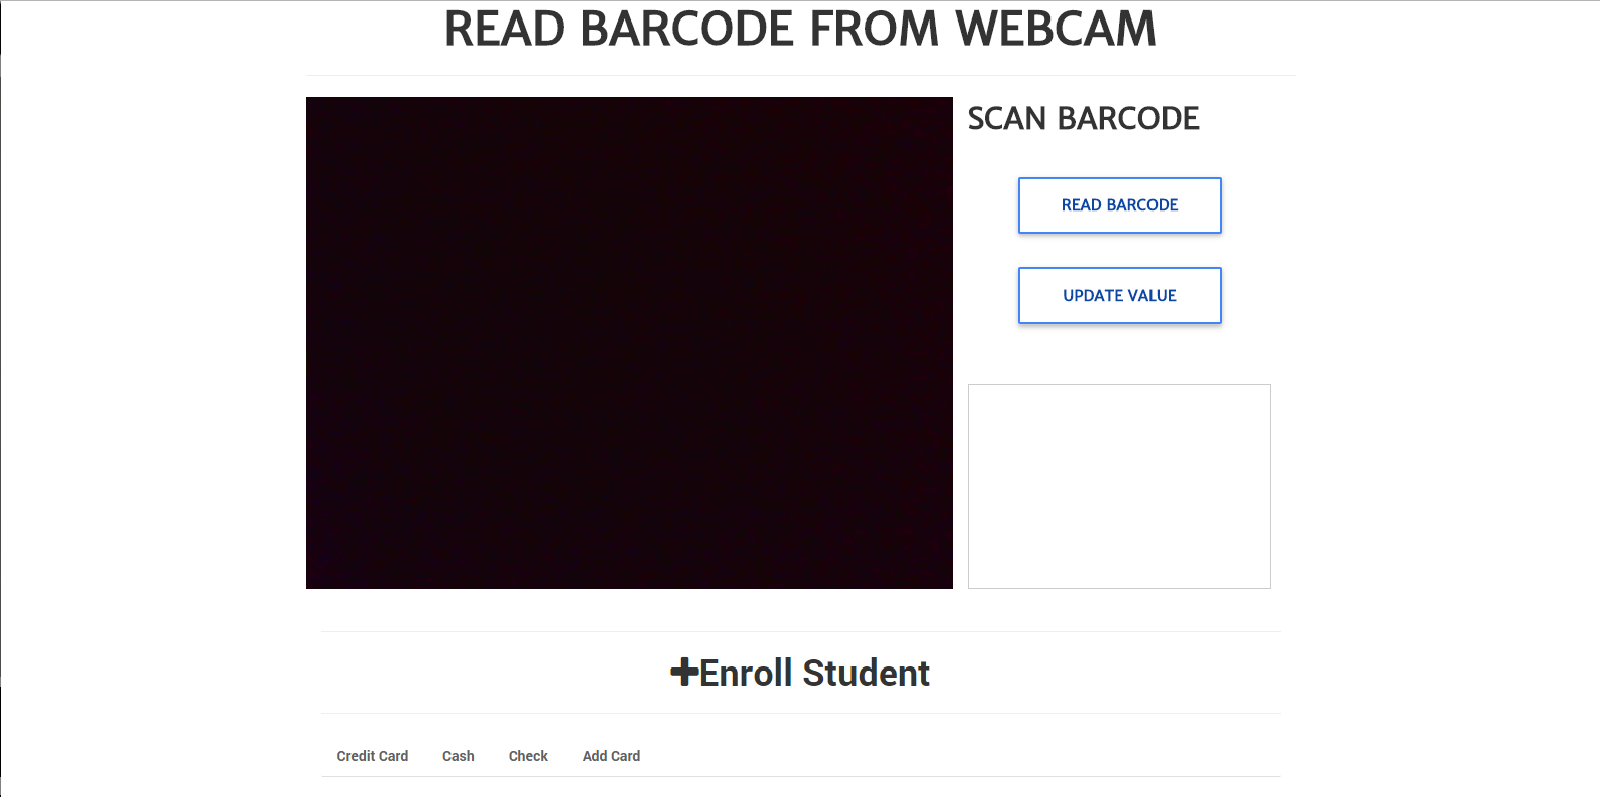 READ BARCODE FROM WEBCAM
SCAN BARCODE
READ BARCODE
UPDATE VALUE
Enroll Student
Credit Card Cash Check Add Card